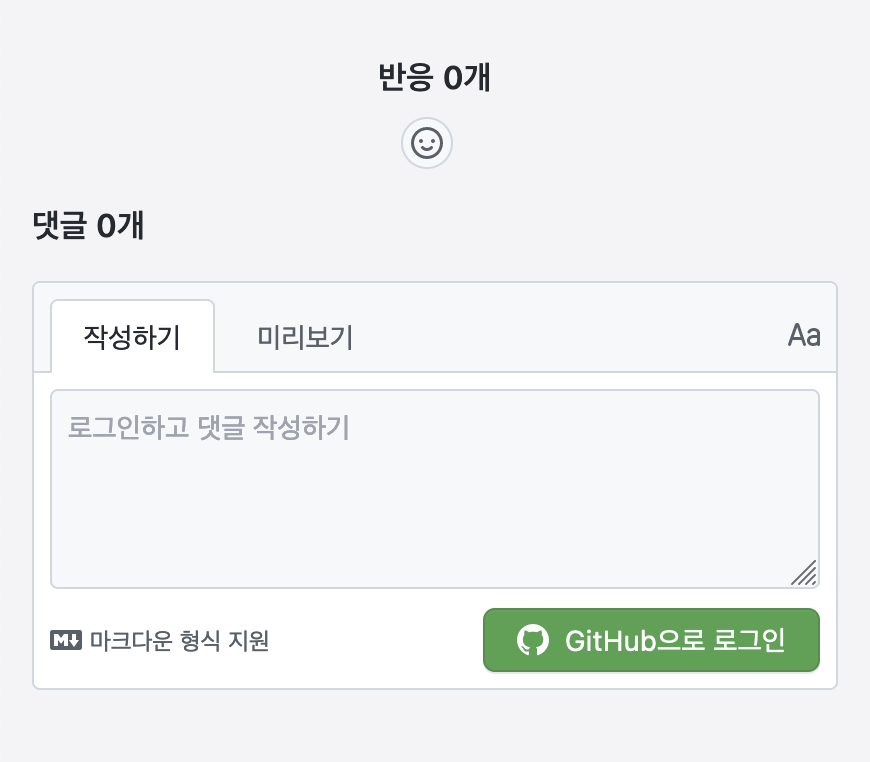 반응 0개
댓글 0개
작성하기
미리보기
Aa
로그인하고 댓글 작성하기
M↓ 마크다운 형식 지원
GitHub으로 로그인